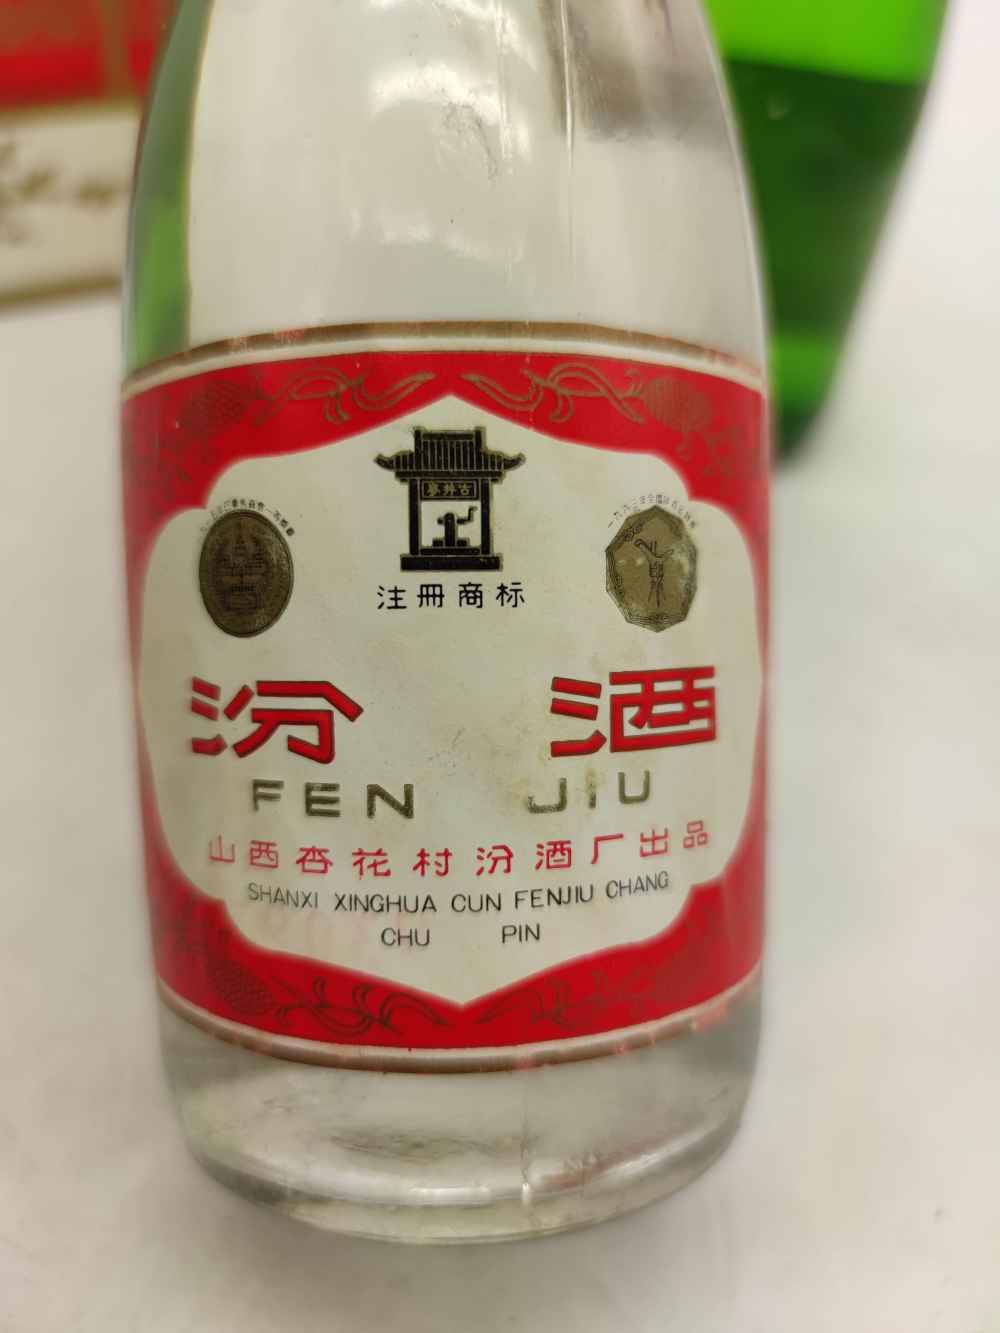 古井亭
注册商标
汾酒
FEN JIU
山西杏花村汾酒厂出品
SHANXI XINGHUA CUN FENJIU CHANG
CHU PIN